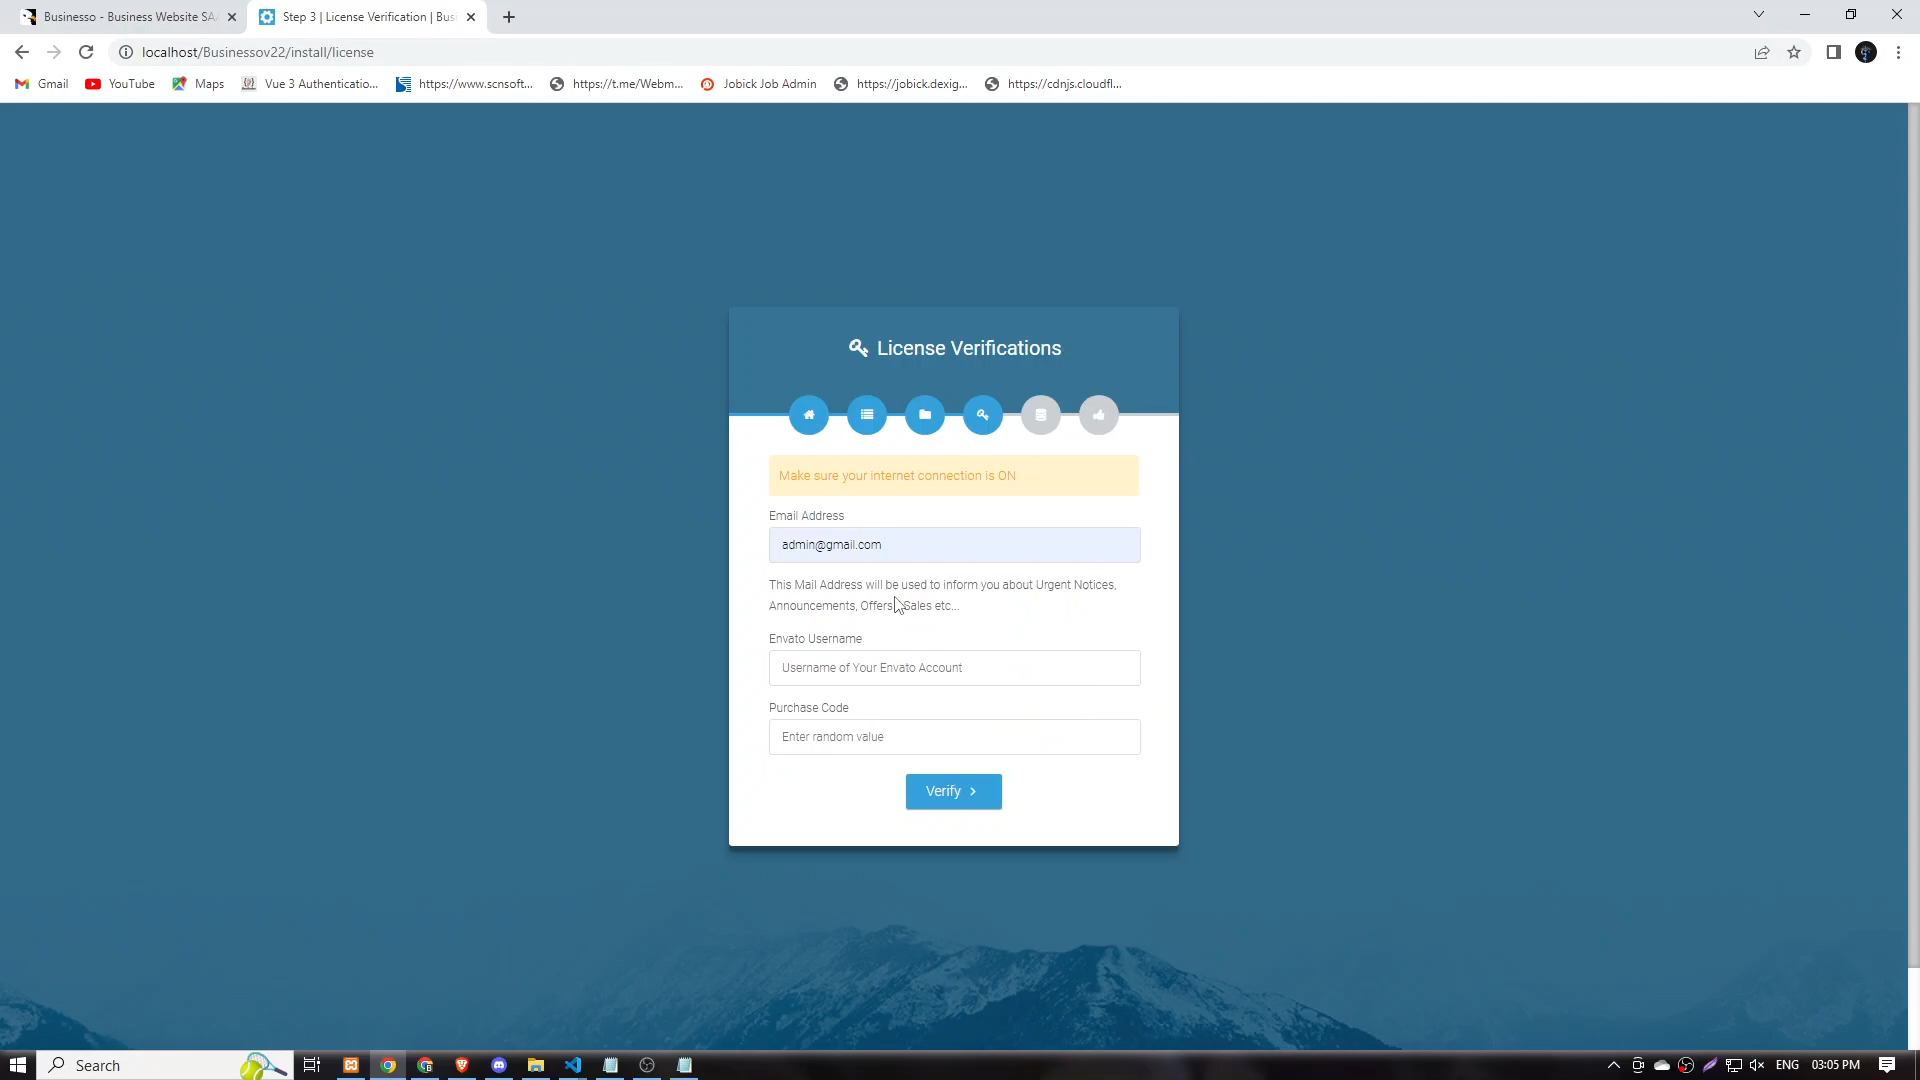 Businesso - Business Website SA
Step 3 | License Verification | Busi
localhost/Businessov22/install/license
Gmail
YouTube
Maps
Vue 3 Authenticatio...
https://www.scnsoft...
https://t.me/Webm...
Jobick Job Admin
https://jobick.dexig...
https://cdnjs.cloudfl...
License Verifications
Make sure your internet connection is ON
Email Address
admin@gmail.com
This Mail Address will be used to inform you about Urgent Notices,
Announcements, Offers, Sales etc...
Envato Username
Username of Your Envato Account
Purchase Code
Enter random value
Verify
Search
ENG
03:05 PM